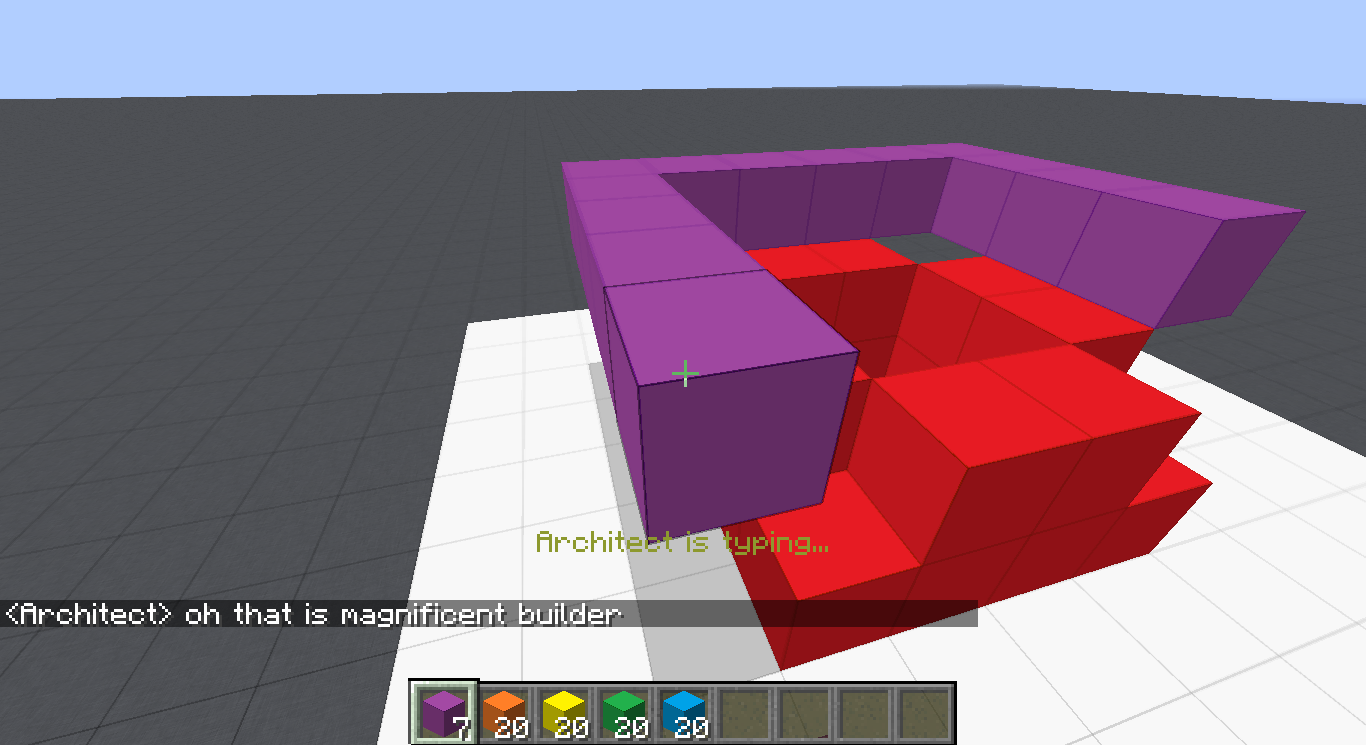 Architect is typing...
<Architect> oh that is magnificent builder
7 20 20 20 20